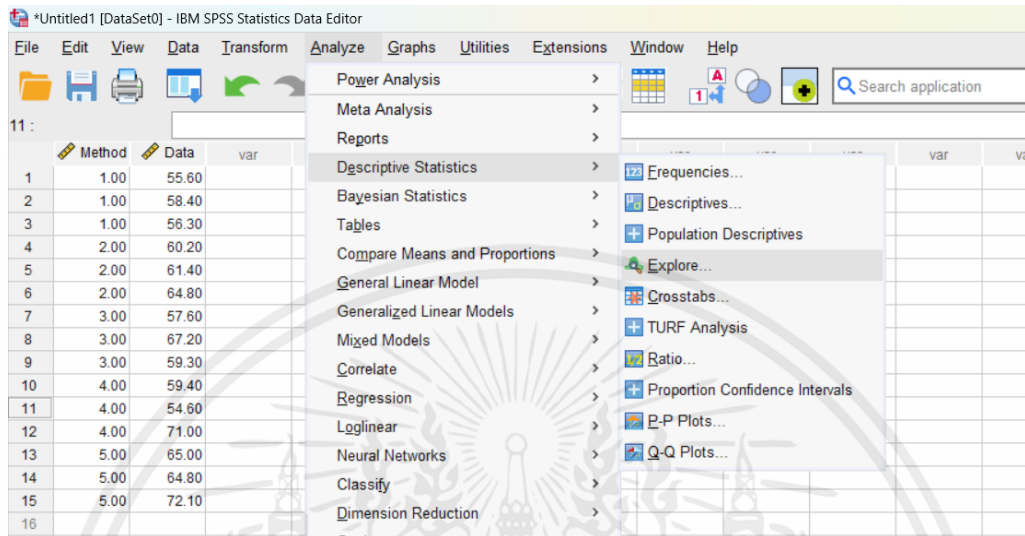 *Untitled1 [DataSet0] - IBM SPSS Statistics Data Editor
File Edit View Data Transform Analyze Graphs Utilities Extensions Window Help
Search application
11 :
Method Data var var
1 1.00 55.60
2 1.00 58.40
3 1.00 56.30
4 2.00 60.20
5 2.00 61.40
6 2.00 64.80
7 3.00 57.60
8 3.00 67.20
9 3.00 59.30
10 4.00 59.40
11 4.00 54.60
12 4.00 71.00
13 5.00 65.00
14 5.00 64.80
15 5.00 72.10
16
Power Analysis
Meta Analysis
Reports
Descriptive Statistics
Bayesian Statistics
Tables
Compare Means and Proportions
General Linear Model
Generalized Linear Models
Mixed Models
Correlate
Regression
Loglinear
Neural Networks
Classify
Dimension Reduction
Frequencies...
Descriptives...
Population Descriptives
Explore...
Crosstabs...
TURF Analysis
Ratio...
Proportion Confidence Intervals
P-P Plots...
Q-Q Plots...